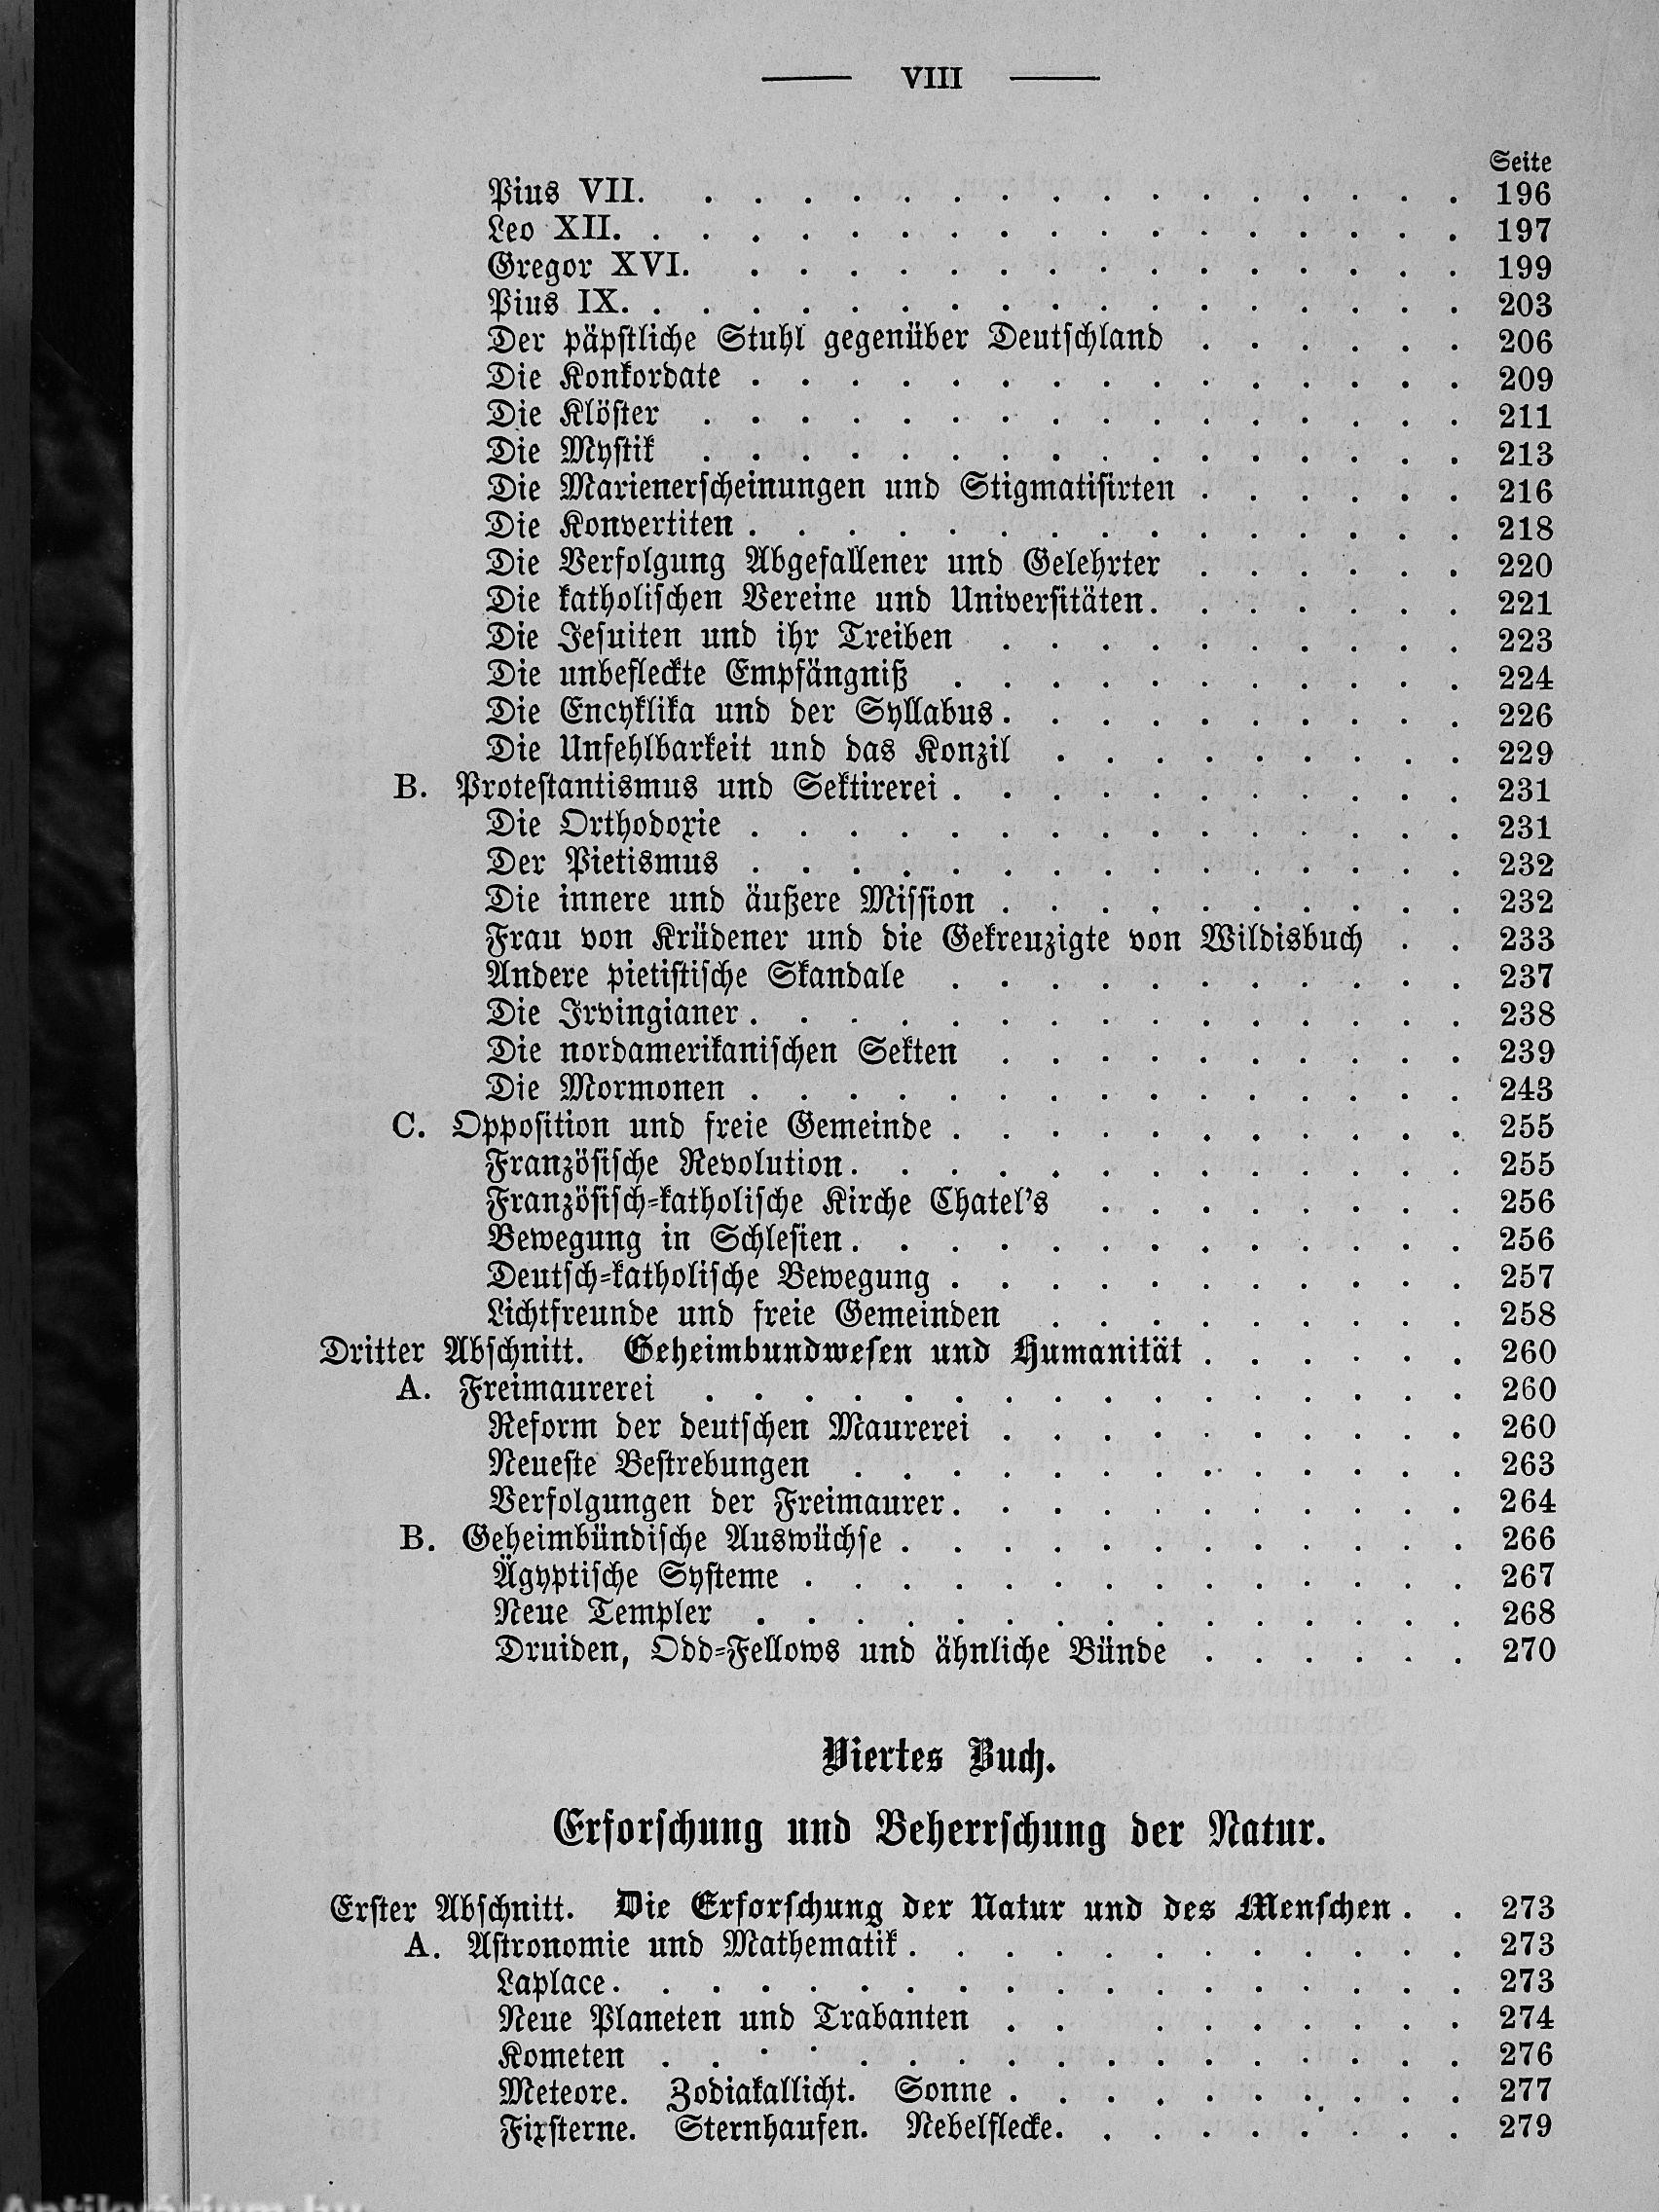 VIII
Seite
Pius VII. . . . . . . . . . . . . . . . . 196
Leo XII. . . . . . . . . . . . . . . . . . 197
Gregor XVI. . . . . . . . . . . . . . . . 199
Pius IX. . . . . . . . . . . . . . . . . . 203
Der päpstliche Stuhl gegenüber Deutschland . . . . . . 206
Die Konkordate . . . . . . . . . . . . . . . 209
Die Klöster . . . . . . . . . . . . . . . . 211
Die Mystik . . . . . . . . . . . . . . . . 213
Die Marienerscheinungen und Stigmatisirten . . . . . . 216
Die Konvertiten . . . . . . . . . . . . . . . 218
Die Verfolgung Abgefallener und Gelehrter . . . . . . 220
Die katholischen Vereine und Universitäten . . . . . . . 221
Die Jesuiten und ihr Treiben . . . . . . . . . . 223
Die unbefleckte Empfängniß . . . . . . . . . . . 224
Die Encyklika und der Syllabus . . . . . . . . . . 226
Die Unfehlbarkeit und das Konzil . . . . . . . . . 229
B. Protestantismus und Sektirerei . . . . . . . . . . . 231
Die Orthodoxie . . . . . . . . . . . . . . . 231
Der Pietismus . . . . . . . . . . . . . . . 232
Die innere und äußere Mission . . . . . . . . . . 232
Frau von Krüdener und die Gekreuzigte von Wildisbuch . . 233
Andere pietistische Skandale . . . . . . . . . . . 237
Die Irvingianer . . . . . . . . . . . . . . . 238
Die nordamerikanischen Sekten . . . . . . . . . . 239
Die Mormonen . . . . . . . . . . . . . . . 243
C. Opposition und freie Gemeinde . . . . . . . . . . . 255
Französische Revolution . . . . . . . . . . . . . 255
Französisch-katholische Kirche Chatel's . . . . . . . . 256
Bewegung in Schlesien . . . . . . . . . . . . . 256
Deutsch-katholische Bewegung . . . . . . . . . . . 257
Lichtfreunde und freie Gemeinden . . . . . . . . . 258
Dritter Abschnitt. Geheimbundwesen und Humanität . . . . . . 260
A. Freimaurerei . . . . . . . . . . . . . . . . 260
Reform der deutschen Maurerei . . . . . . . . . . 260
Neueste Bestrebungen . . . . . . . . . . . . . 263
Verfolgungen der Freimaurer . . . . . . . . . . . 264
B. Geheimbündische Auswüchse . . . . . . . . . . . . 266
Ägyptische Systeme . . . . . . . . . . . . . . 267
Neue Templer . . . . . . . . . . . . . . . 268
Druiden, Odd-Fellows und ähnliche Bünde . . . . . . 270
Viertes Buch.
Erforschung und Beherrschung der Natur.
Erster Abschnitt. Die Erforschung der Natur und des Menschen . . 273
A. Astronomie und Mathematik . . . . . . . . . . . . 273
Laplace . . . . . . . . . . . . . . . . . . 273
Neue Planeten und Trabanten . . . . . . . . . 274
Kometen . . . . . . . . . . . . . . . . . 276
Meteore. Zodiakallicht. Sonne . . . . . . . . . . 277
Fixsterne. Sternhaufen. Nebelflecke . . . . . . . . . 279